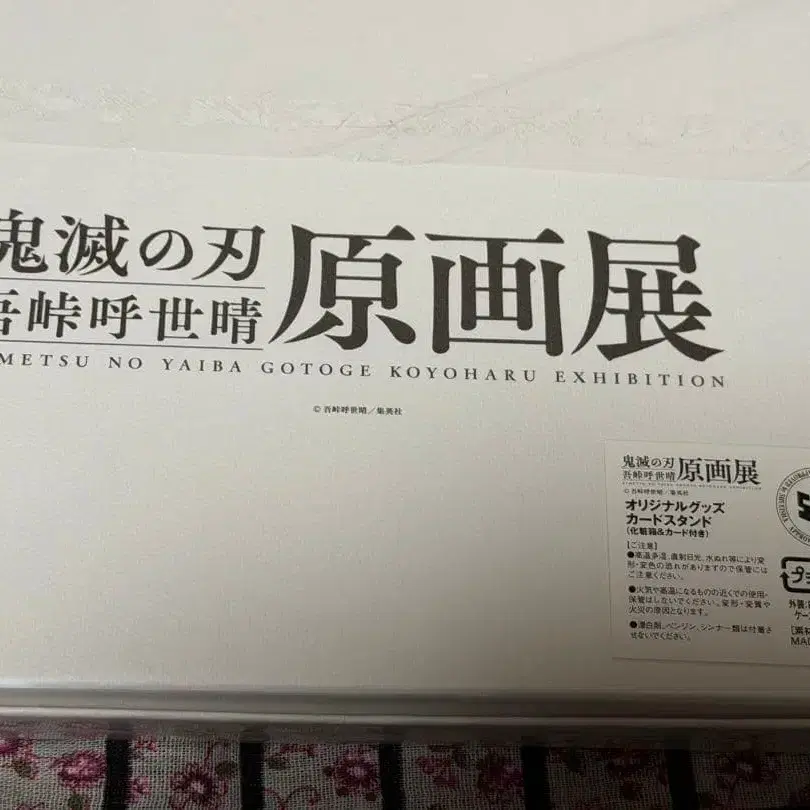 鬼滅の刃
吾峠呼世晴
原画展
METSU NO YAIBA GOTOGE KOYOHARU EXHIBITION
© 吾峠呼世晴／集英社
鬼滅の刃
吾峠呼世晴
原画展
© 吾峠呼世晴／集英社
オリジナルグッズ
カードスタンド
(化粧箱&カード付き)
【ご注意】
●高温多湿、直射日光、水ぬれ等により変
形・変色の恐れがありますので保管には
ご注意ください。
●火気や高温になるものの近くでの使用・
保管はしないでください。変形・変質や
火災の原因となります。
●漂白剤、ベンジン、シンナー類は付着さ
せないでください。
プ
外装
ケー
【素材
MAD